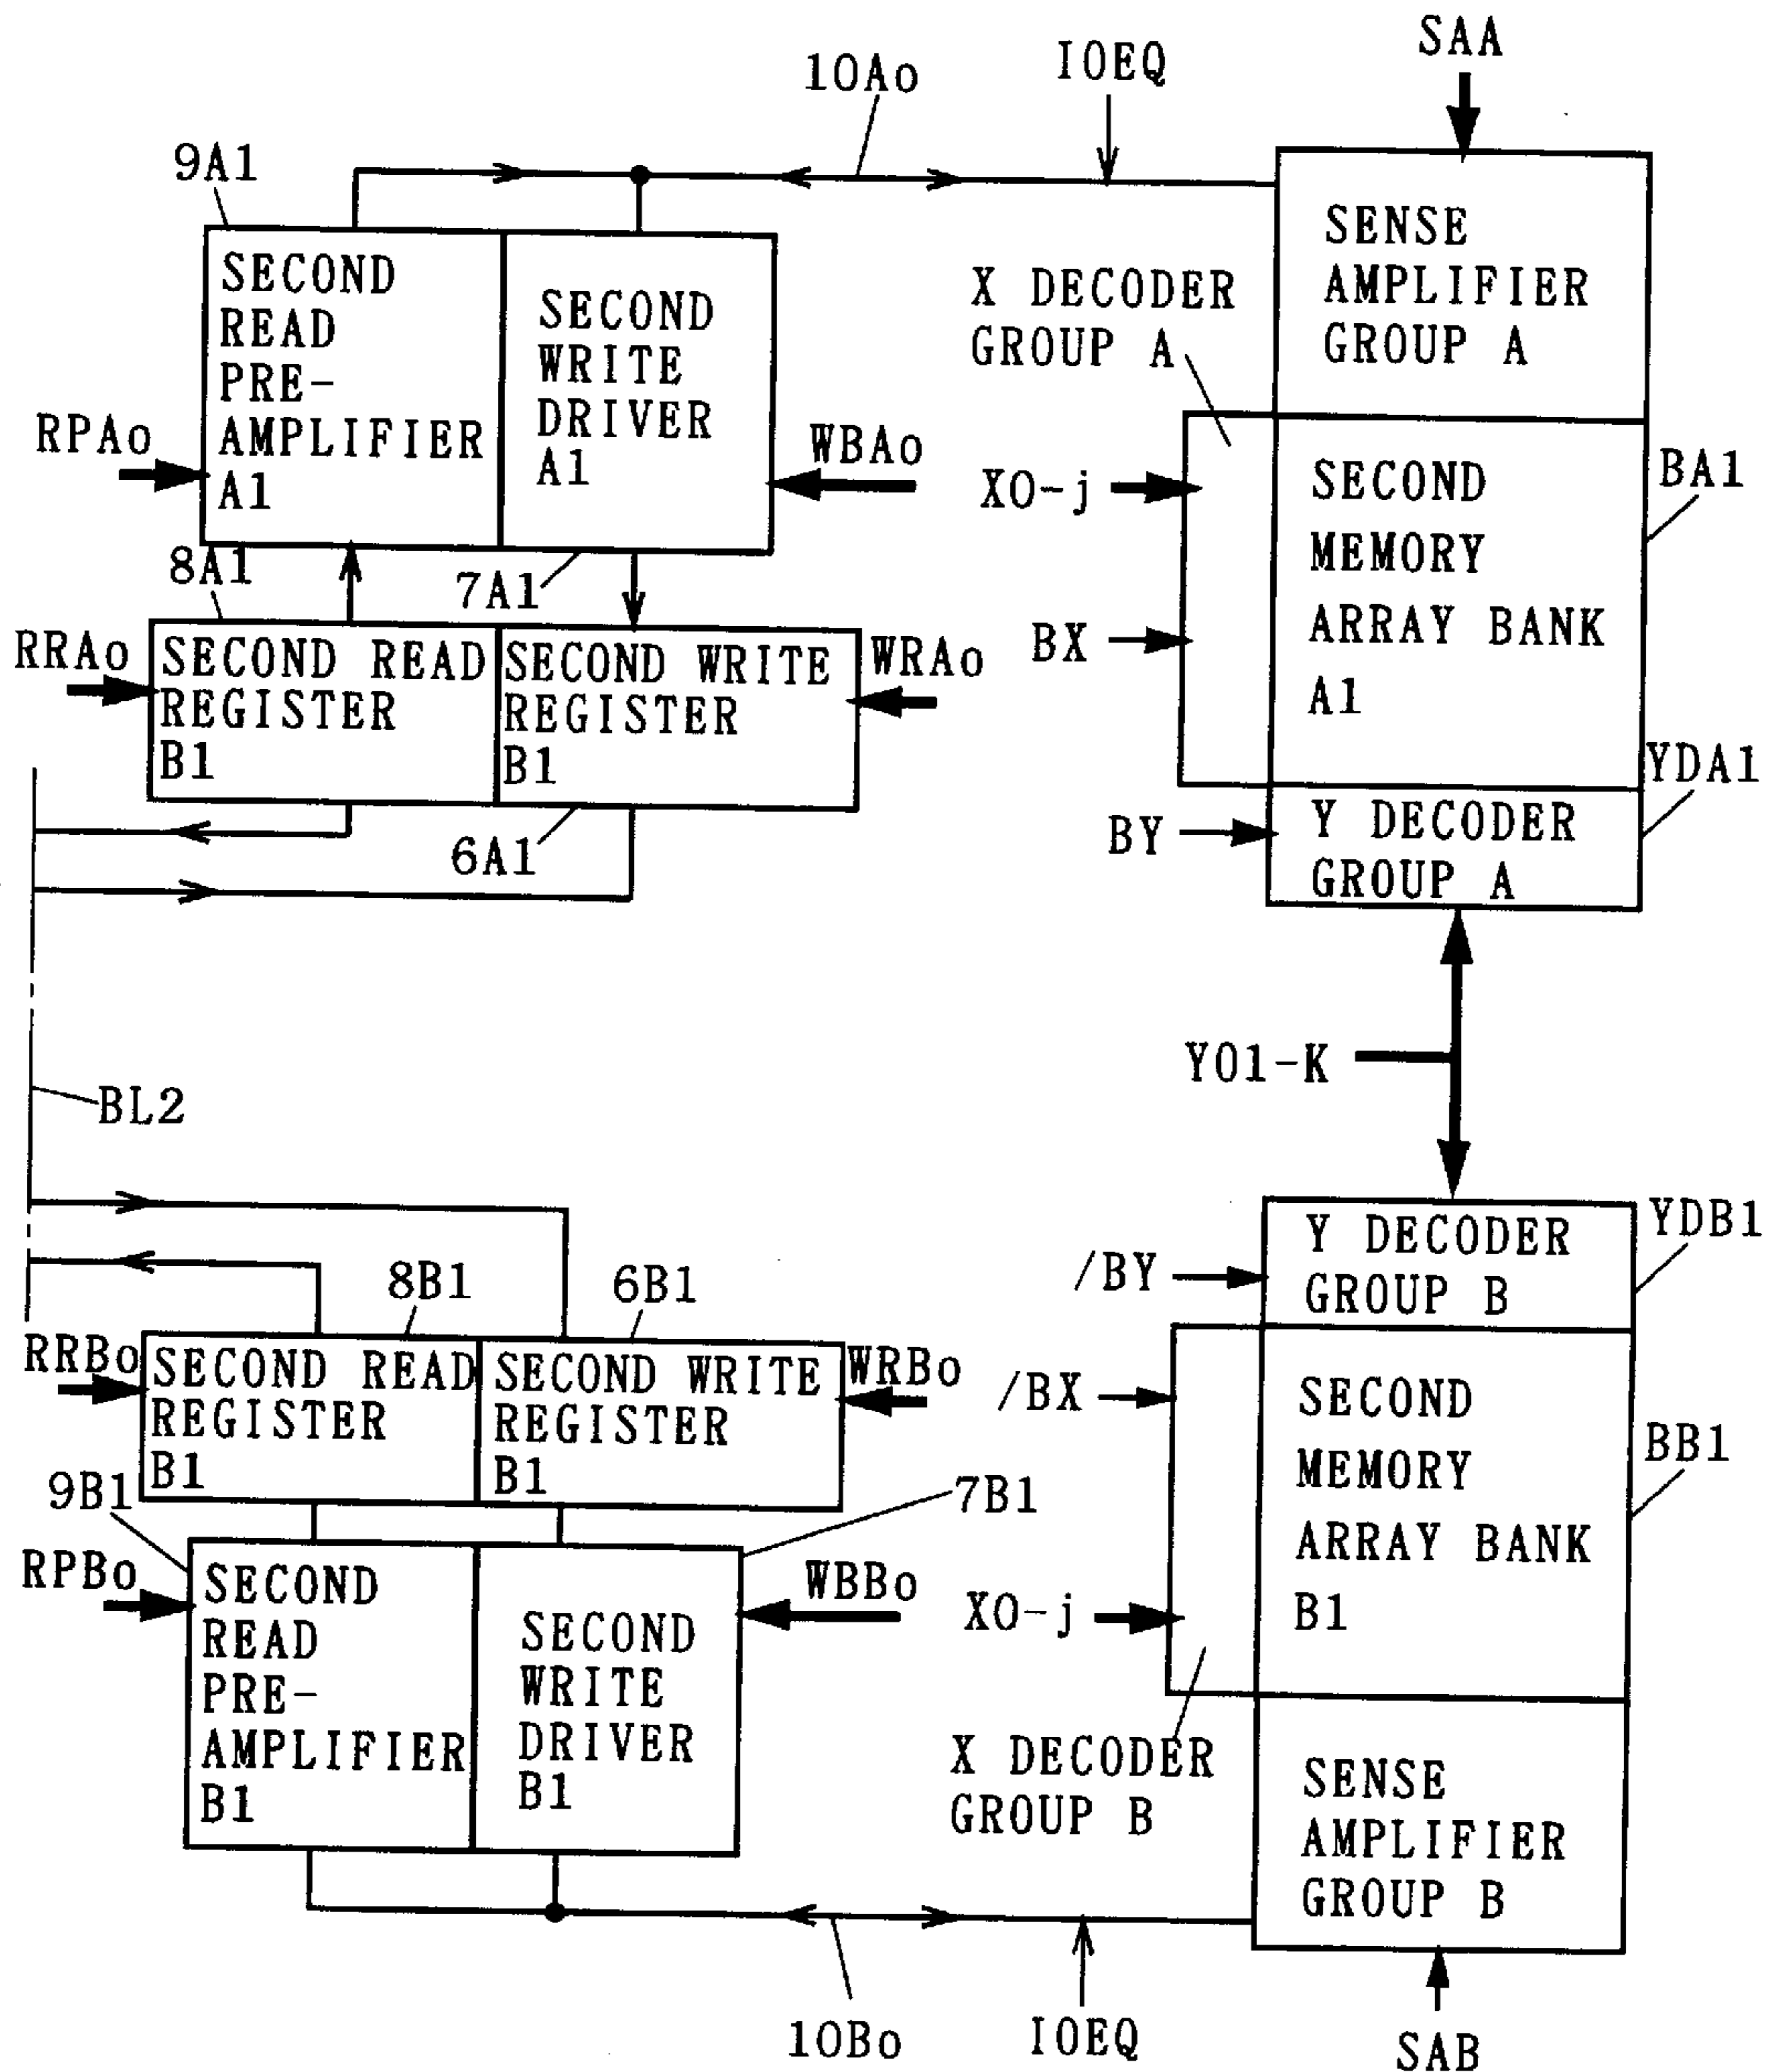 SAA
IOEQ
10Ao
9A1
SECOND
READ
PRE-
AMPLIFIER
A1
SECOND
WRITE
DRIVER
A1
X DECODER
GROUP A
SENSE
AMPLIFIER
GROUP A
RPAo
WBAo
X0-j
SECOND
MEMORY
ARRAY BANK
A1
BA1
8A1
7A1
RRAo
SECOND READ
REGISTER
B1
SECOND WRITE
REGISTER
B1
WRAo
BX
YDA1
6A1
BY
Y DECODER
GROUP A
Y01-K
BL2
Y DECODER
GROUP B
YDB1
/BY
8B1
6B1
RRBo
SECOND READ
REGISTER
B1
SECOND WRITE
REGISTER
B1
WRBo
/BX
SECOND
MEMORY
ARRAY BANK
B1
BB1
9B1
7B1
RPBo
SECOND
READ
PRE-
AMPLIFIER
B1
SECOND
WRITE
DRIVER
B1
WBBo
X0-j
X DECODER
GROUP B
SENSE
AMPLIFIER
GROUP B
10Bo
IOEQ
SAB